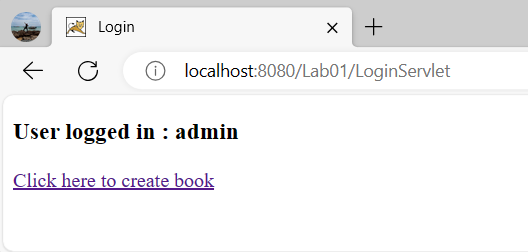 Login
localhost:8080/Lab01/LoginServlet
User logged in : admin
Click here to create book